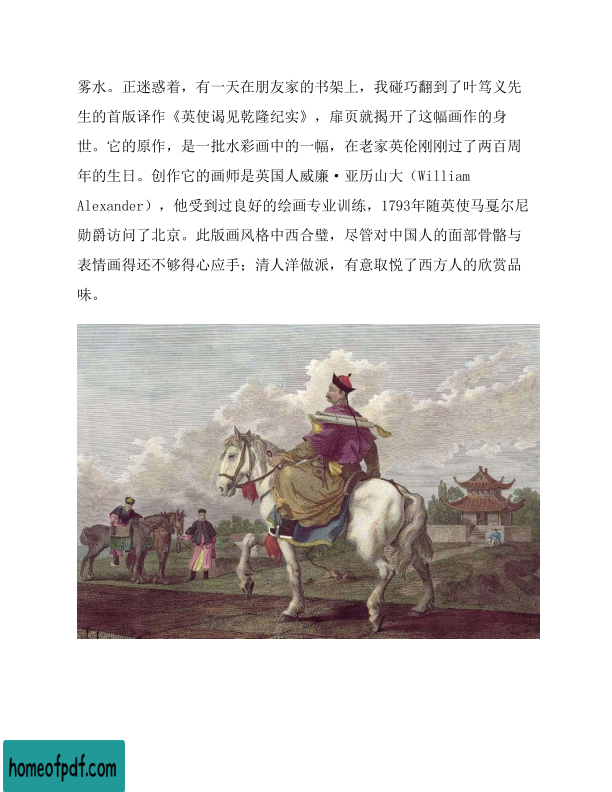 雾水。正迷惑着，有一天在朋友家的书架上，我碰巧翻到了叶笃义先
生的首版译作《英使谒见乾隆纪实》，扉页就揭开了这幅画作的身
世。它的原作，是一批水彩画中的一幅，在老家英伦刚刚过了两百周
年的生日。创作它的画师是英国人威廉·亚历山大（William
Alexander），他受到过良好的绘画专业训练，1793年随英使马戛尔尼
勋爵访问了北京。此版画风格中西合璧，尽管对中国人的面部骨骼与
表情画得还不够得心应手；清人洋做派，有意取悦了西方人的欣赏品
味。
homeofpdf.com